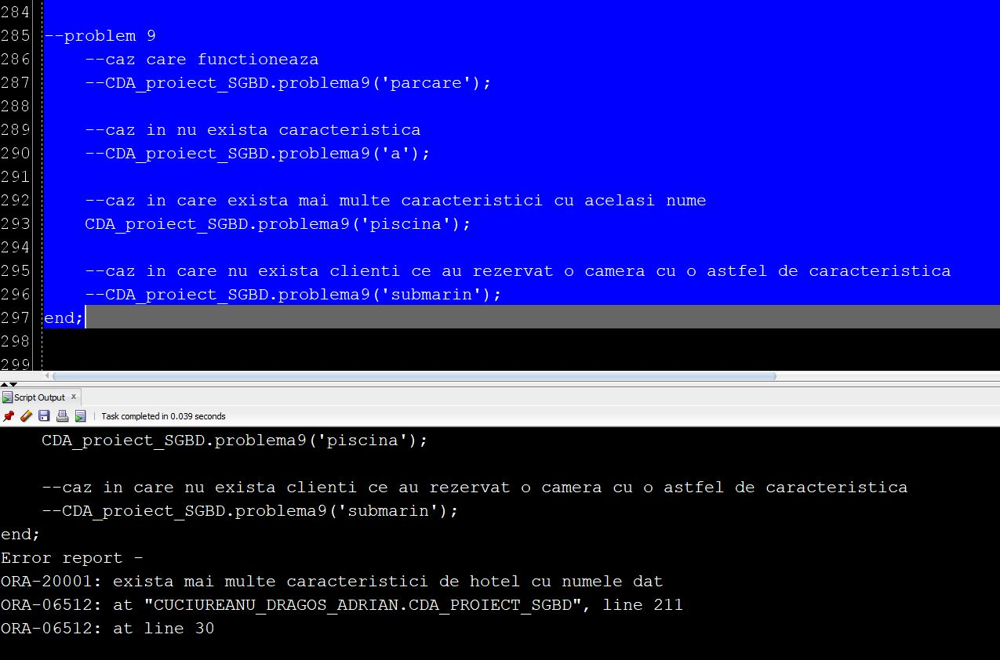 284
285 --problem 9
286 --caz care functioneaza
287 --CDA_proiect_SGBD.problema9('parcare');
288
289 --caz in nu exista caracteristica
290 --CDA_proiect_SGBD.problema9('a');
291
292 --caz in care exista mai multe caracteristici cu acelasi nume
293 CDA_proiect_SGBD.problema9('piscina');
294
295 --caz in care nu exista clienti ce au rezervat o camera cu o astfel de caracteristica
296 --CDA_proiect_SGBD.problema9('submarin');
297 end;
298
299
Script Output x
Task completed in 0.039 seconds
CDA_proiect_SGBD.problema9('piscina');
--caz in care nu exista clienti ce au rezervat o camera cu o astfel de caracteristica
--CDA_proiect_SGBD.problema9('submarin');
end;
Error report -
ORA-20001: exista mai multe caracteristici de hotel cu numele dat
ORA-06512: at "CUCIUREANU_DRAGOS_ADRIAN.CDA_PROIECT_SGBD", line 211
ORA-06512: at line 30